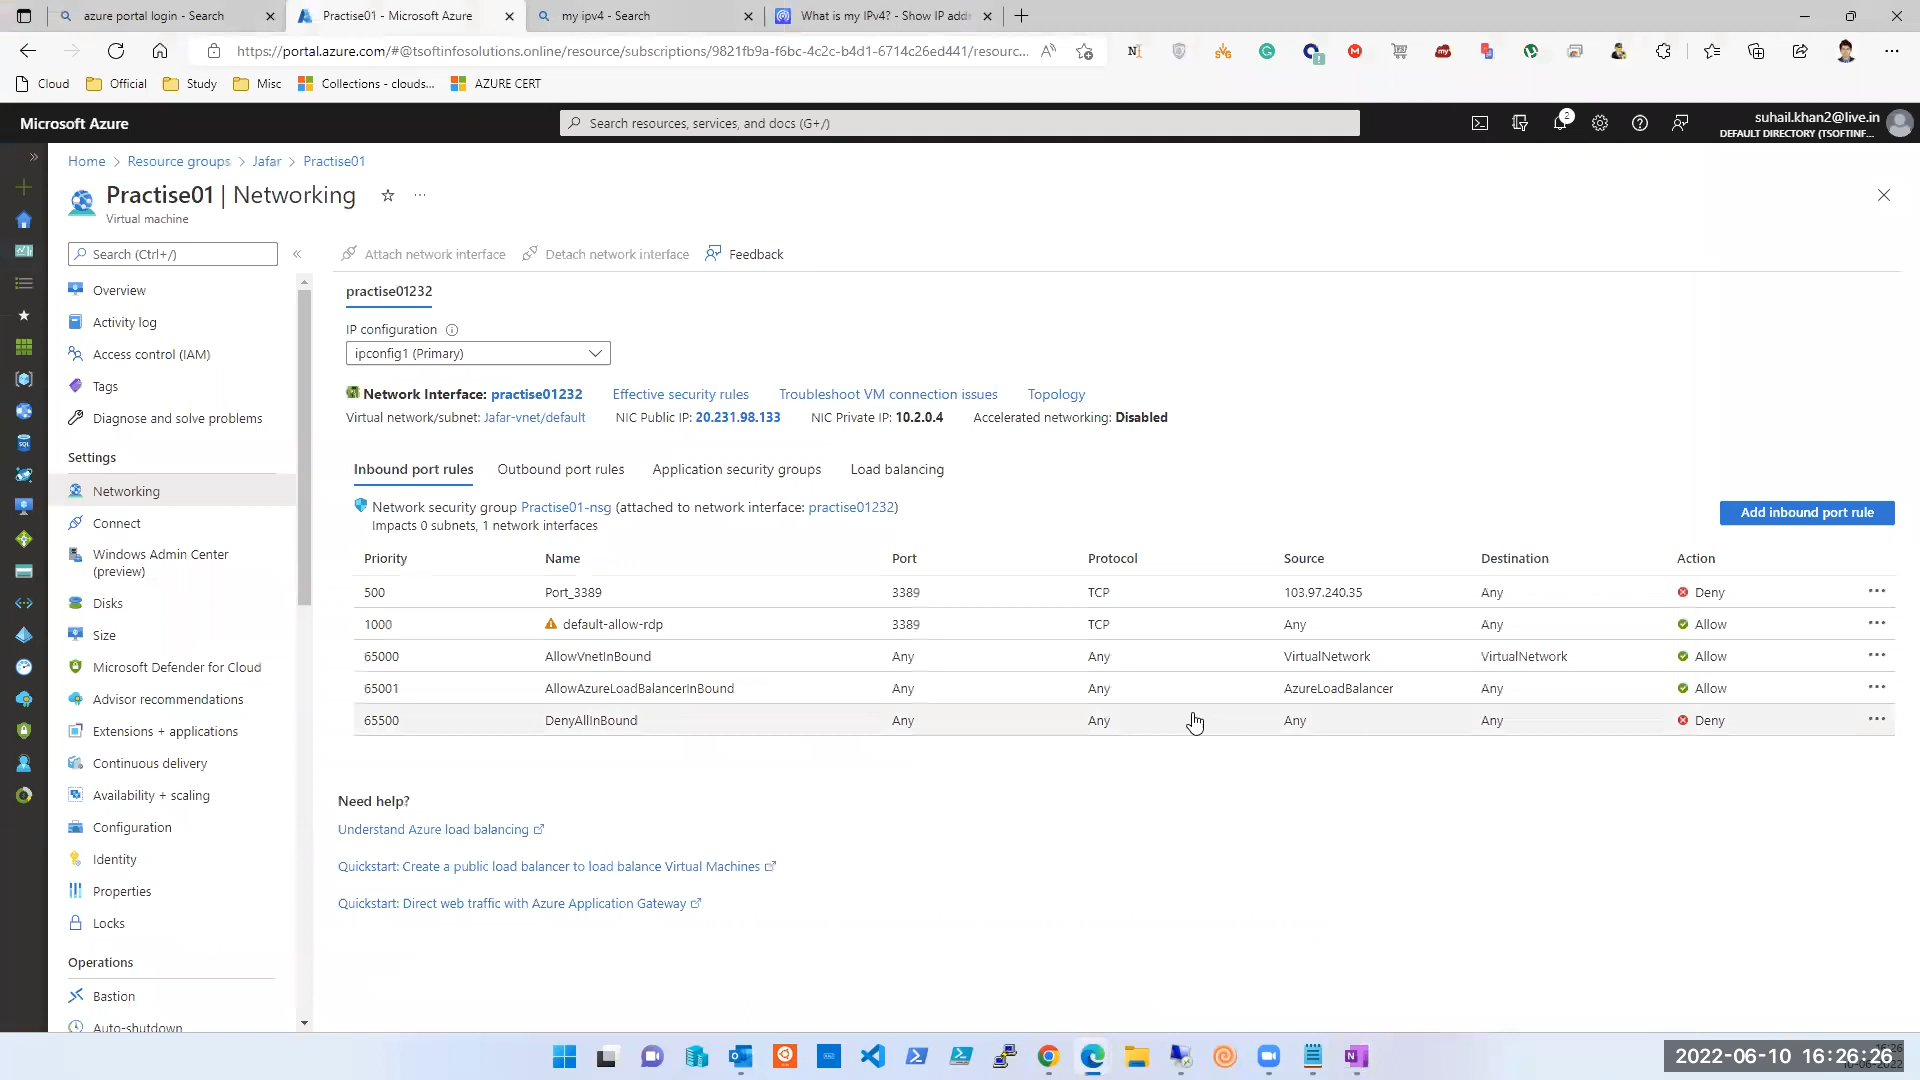 azure portal login - Search
Practise01 - Microsoft Azure
my ipv4 - Search
What is my IPv4? - Show IP addr
https://portal.azure.com/#@tsoftinfosolutions.online/resource/subscriptions/9821fb9a-f6bc-4c2c-b4d1-6714c26ed441/resourc...
Cloud
Official
Study
Misc
Collections - clouds...
AZURE CERT
Microsoft Azure
Search resources, services, and docs (G+/)
2
suhail.khan2@live.in
DEFAULT DIRECTORY (TSOFTINF...
Home > Resource groups > Jafar > Practise01
Practise01 | Networking
Virtual machine
Search (Ctrl+/)
Overview
Activity log
Access control (IAM)
Tags
Diagnose and solve problems
Settings
Networking
Connect
Windows Admin Center
(preview)
Disks
Size
Microsoft Defender for Cloud
Advisor recommendations
Extensions + applications
Continuous delivery
Availability + scaling
Configuration
Identity
Properties
Locks
Operations
Bastion
Auto-shutdown
Attach network interface
Detach network interface
Feedback
practise01232
IP configuration
ipconfig1 (Primary)
Network Interface: practise01232 Effective security rules Troubleshoot VM connection issues Topology
Virtual network/subnet: Jafar-vnet/default NIC Public IP: 20.231.98.133 NIC Private IP: 10.2.0.4 Accelerated networking: Disabled
Inbound port rules Outbound port rules Application security groups Load balancing
Network security group Practise01-nsg (attached to network interface: practise01232)
Impacts 0 subnets, 1 network interfaces
Add inbound port rule
Priority Name Port Protocol Source Destination Action
500 Port_3389 3389 TCP 103.97.240.35 Any Deny
1000 default-allow-rdp 3389 TCP Any Any Allow
65000 AllowVnetInBound Any Any VirtualNetwork VirtualNetwork Allow
65001 AllowAzureLoadBalancerInBound Any Any AzureLoadBalancer Any Allow
65500 DenyAllInBound Any Any Any Any Deny
Need help?
Understand Azure load balancing
Quickstart: Create a public load balancer to load balance Virtual Machines
Quickstart: Direct web traffic with Azure Application Gateway
2022-06-10 16:26:26